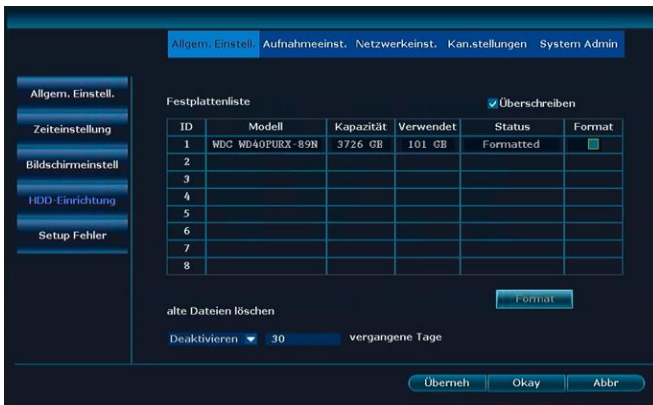 Allgem. Einstell. Aufnahmeeinst. Netzwerkeinst. Kan.stellungen System Admin
Allgem. Einstell.
Zeiteinstellung
Bildschirmeinstell
HDD-Einrichtung
Setup Fehler
Festplattenliste Überschreiben
ID Modell Kapazität Verwendet Status Format
1 WDC WD40PURX-89N 3726 GB 101 GB Formatted
2
3
4
5
6
7
8
Format
alte Dateien löschen
Deaktivieren 30 vergangene Tage
Überneh Okay Abbr